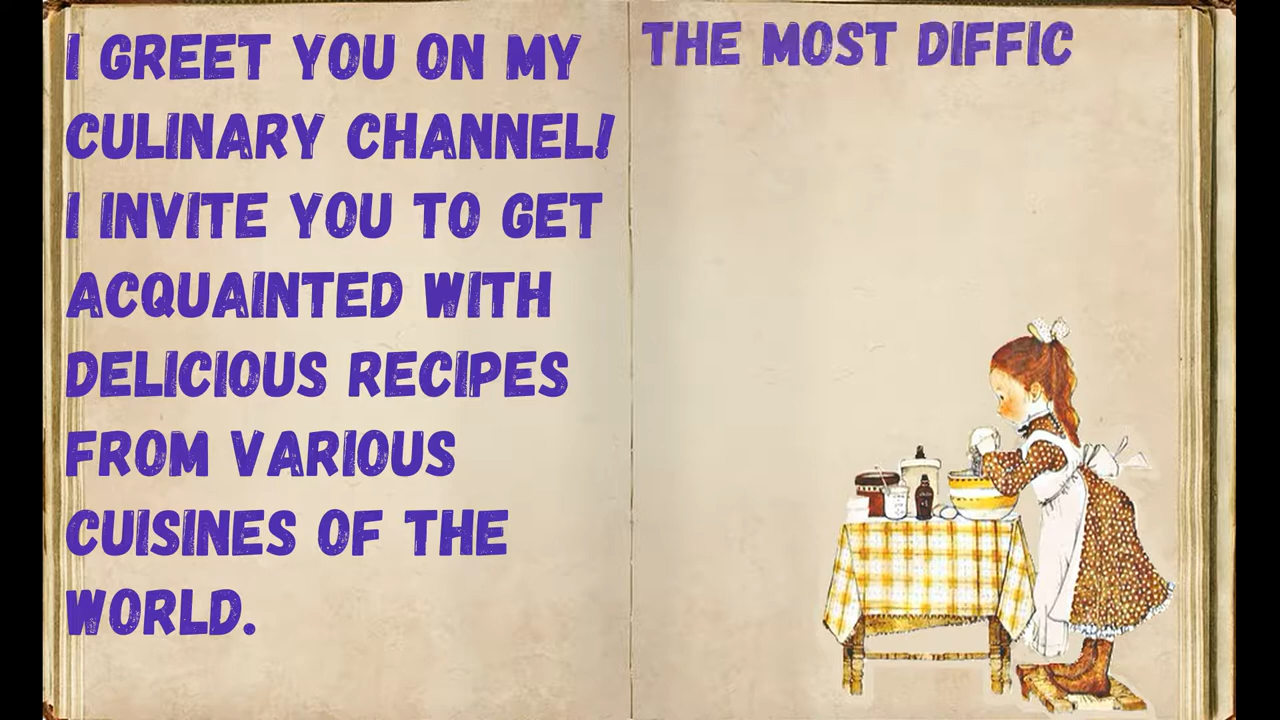 I GREET YOU ON MY
CULINARY CHANNEL!
I INVITE YOU TO GET
ACQUAINTED WITH
DELICIOUS RECIPES
FROM VARIOUS
CUISINES OF THE
WORLD.
THE MOST DIFFIC